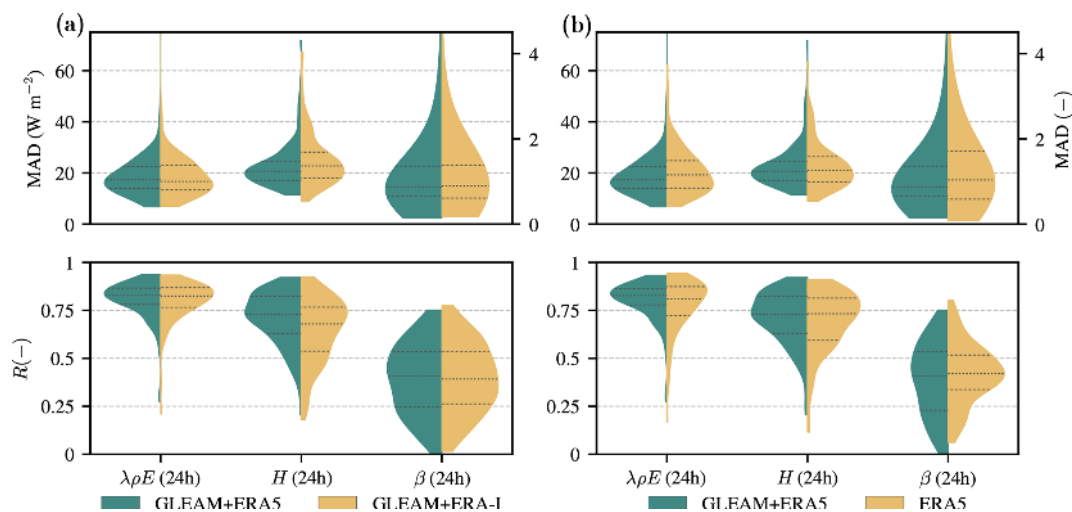 (a)
(b)
MAD (W m⁻²)
60
40
20
0
4
2
0
60
40
20
0
4
2
0
MAD (−)
R(−)
1
0.75
0.5
0.25
0
1
0.75
0.5
0.25
0
λρE (24h) H (24h) β (24h)
λρE (24h) H (24h) β (24h)
GLEAM+ERA5 GLEAM+ERA-I
GLEAM+ERA5 ERA5